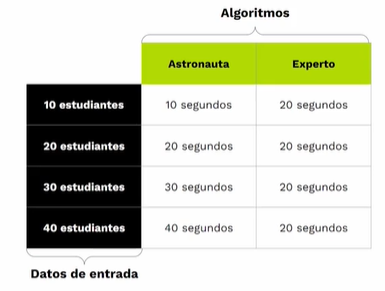 Algoritmos
Astronauta Experto
10 estudiantes 10 segundos 20 segundos
20 estudiantes 20 segundos 20 segundos
30 estudiantes 30 segundos 20 segundos
40 estudiantes 40 segundos 20 segundos
Datos de entrada